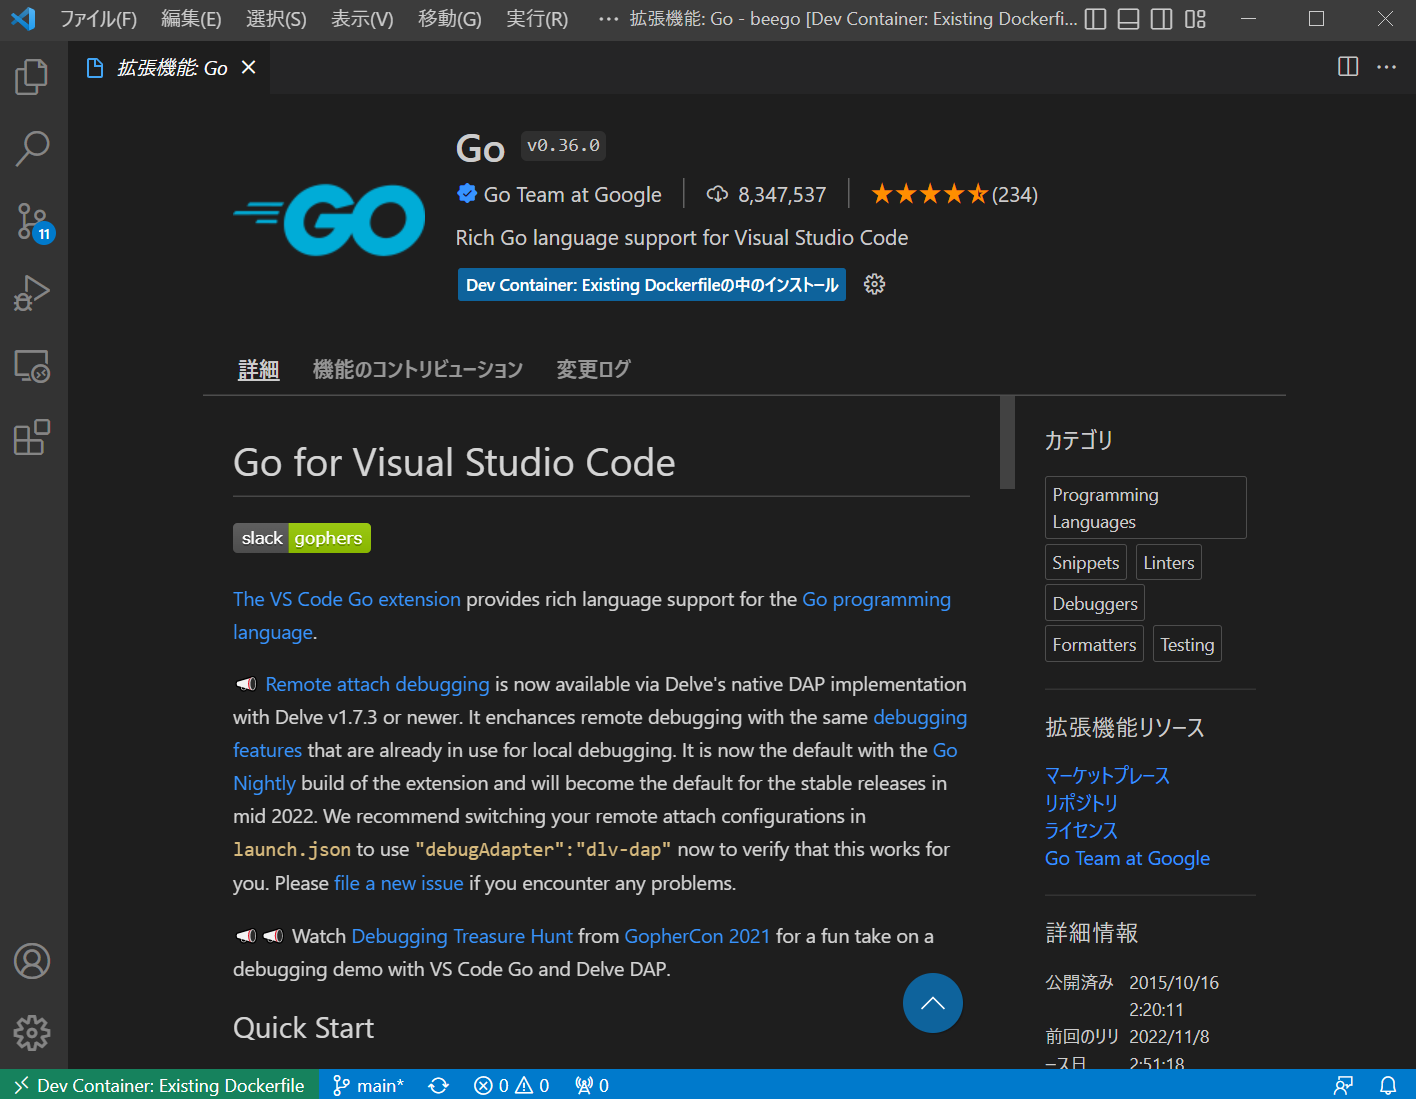 ファイル(F) 編集(E) 選択(S) 表示(V) 移動(G) 実行(R) ··· 拡張機能: Go - beego [Dev Container: Existing Dockerfi...
拡張機能: Go
Go v0.36.0
GO
Go Team at Google 8,347,537 (234)
Rich Go language support for Visual Studio Code
Dev Container: Existing Dockerfileの中のインストール
11
詳細 機能のコントリビューション 変更ログ
Go for Visual Studio Code
slack gophers
The VS Code Go extension provides rich language support for the Go programming
language.
Remote attach debugging is now available via Delve's native DAP implementation
with Delve v1.7.3 or newer. It enchances remote debugging with the same debugging
features that are already in use for local debugging. It is now the default with the Go
Nightly build of the extension and will become the default for the stable releases in
mid 2022. We recommend switching your remote attach configurations in
launch.json to use "debugAdapter":"dlv-dap" now to verify that this works for
you. Please file a new issue if you encounter any problems.
Watch Debugging Treasure Hunt from GopherCon 2021 for a fun take on a
debugging demo with VS Code Go and Delve DAP.
Quick Start
カテゴリ
Programming
Languages
Snippets Linters
Debuggers
Formatters Testing
拡張機能リソース
マーケットプレース
リポジトリ
ライセンス
Go Team at Google
詳細情報
公開済み 2015/10/16
2:20:11
前回のリリ 2022/11/8
ース日 2:51:18
Dev Container: Existing Dockerfile main* 0 0 0